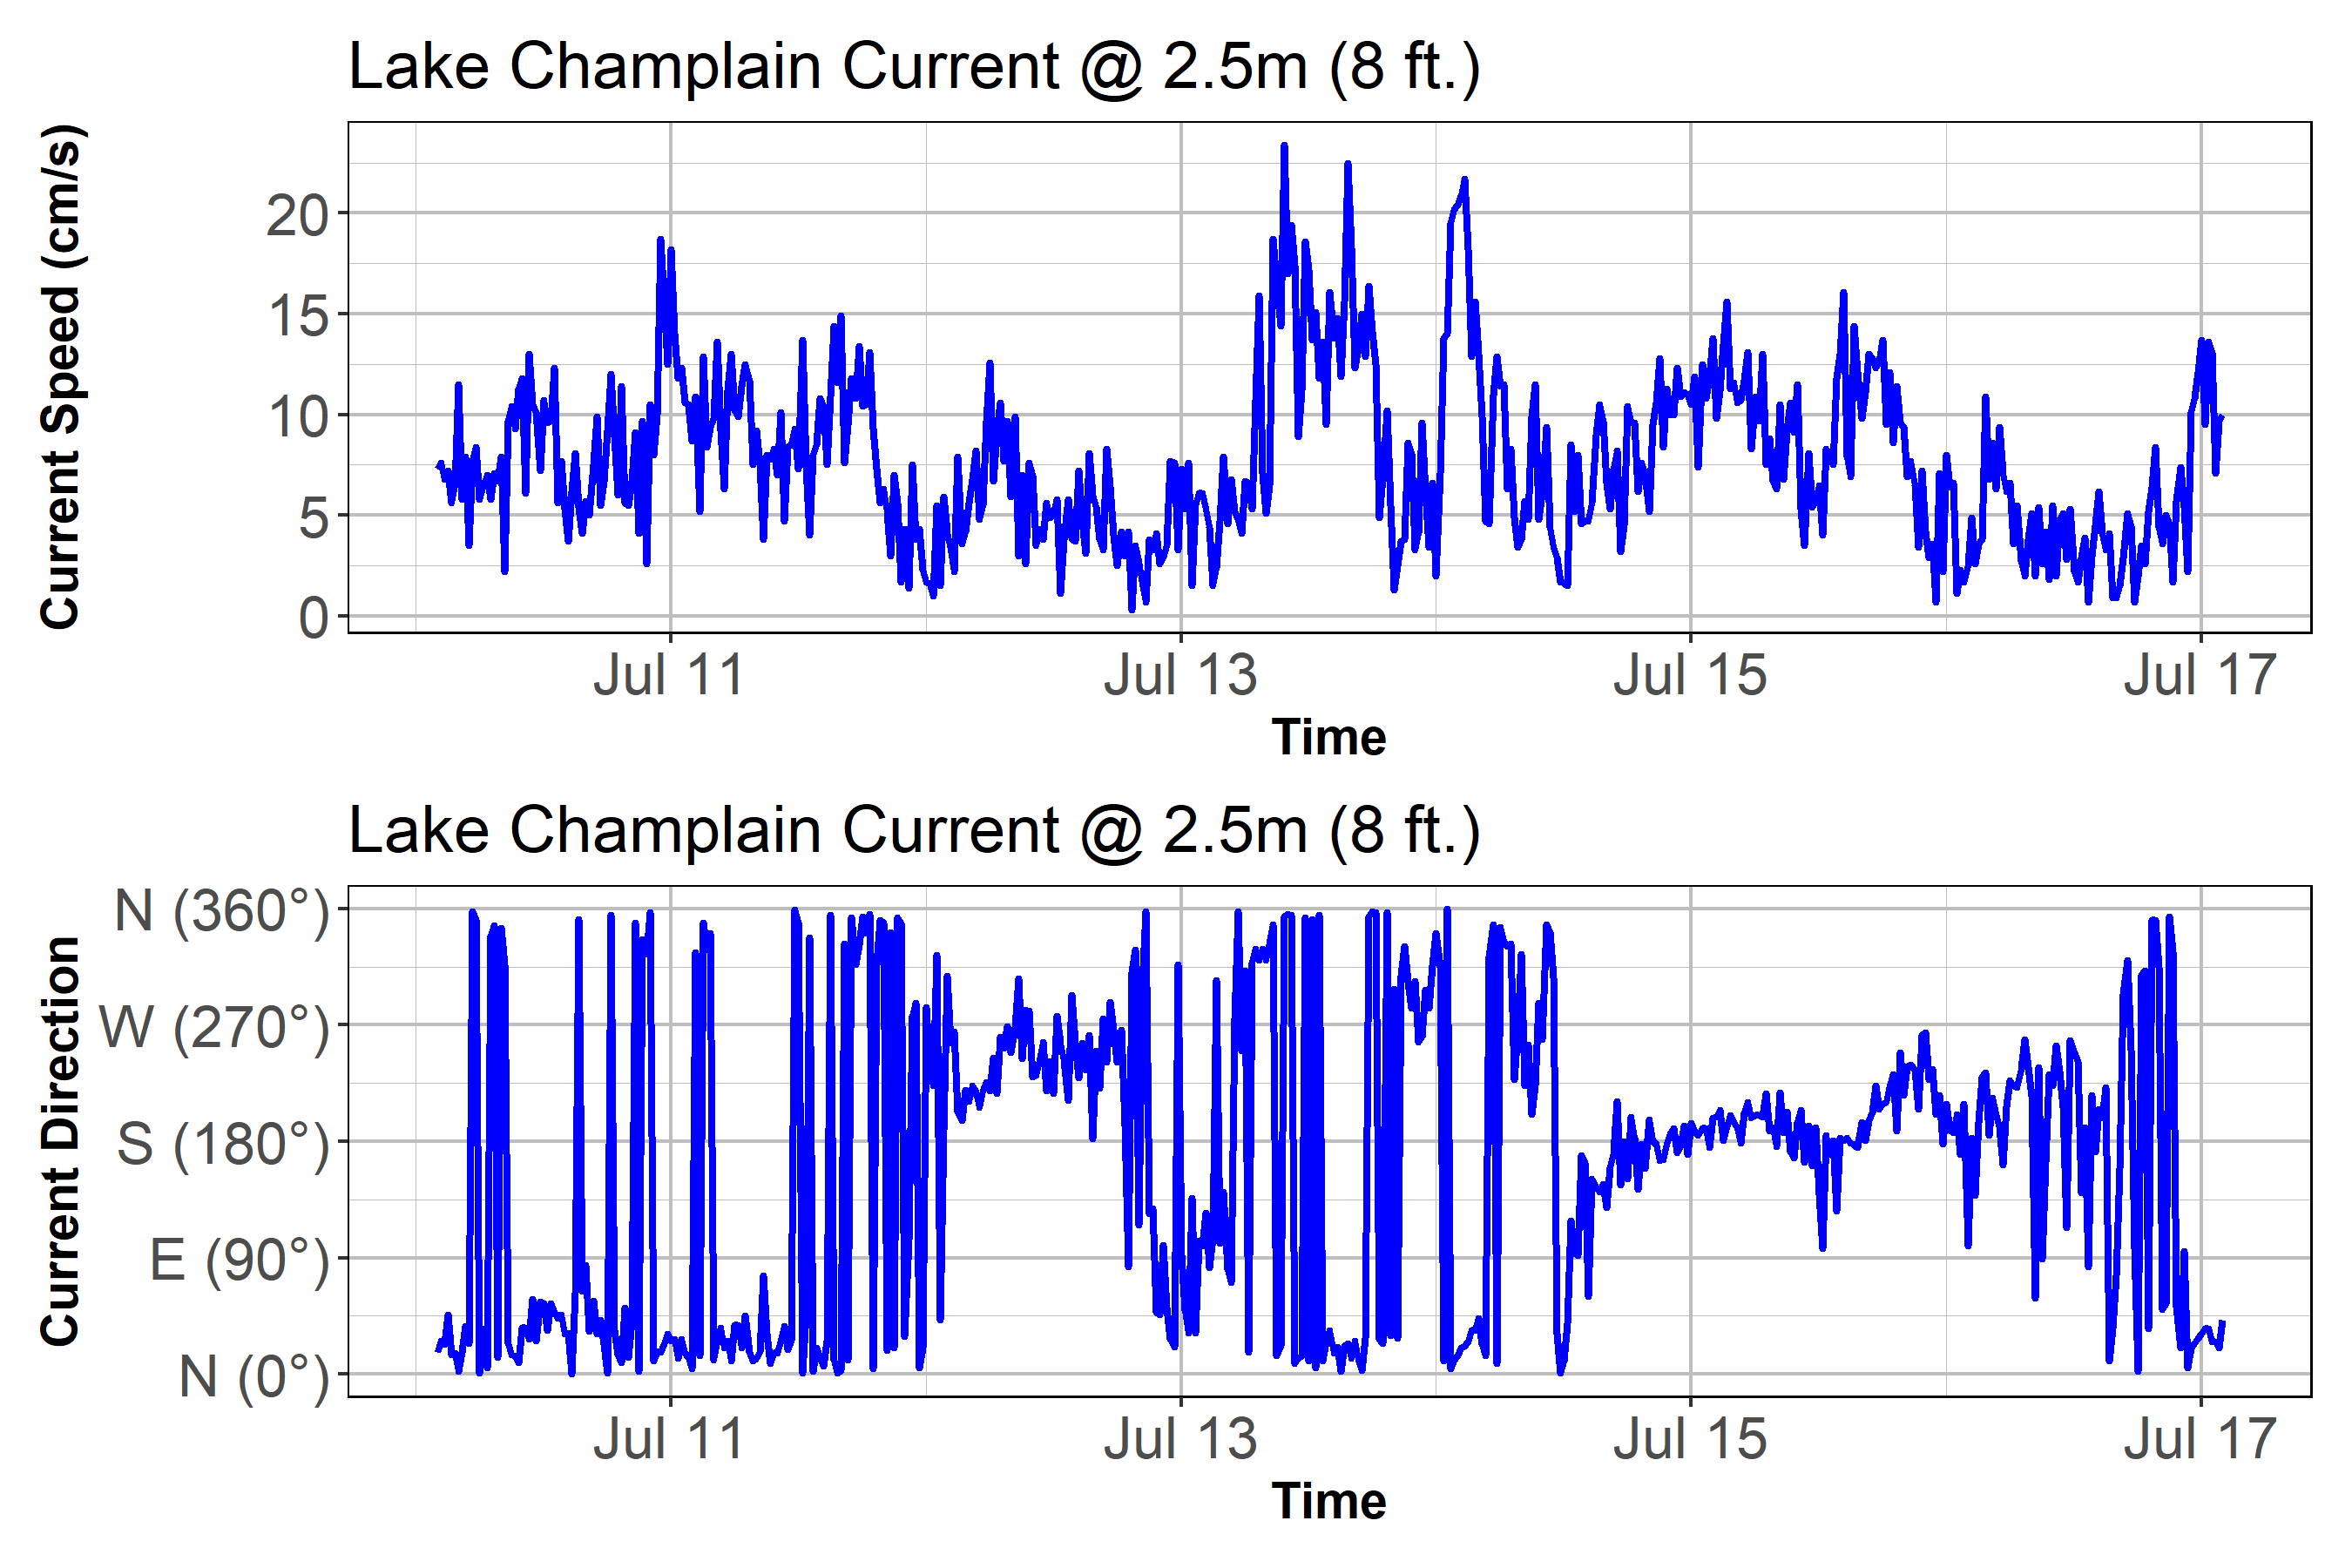 Lake Champlain Current @ 2.5m (8 ft.)
Current Speed (cm/s)
20
15
10
5
0
Jul 11 Jul 13 Jul 15 Jul 17
Time
Lake Champlain Current @ 2.5m (8 ft.)
Current Direction
N (360°)
W (270°)
S (180°)
E (90°)
N (0°)
Jul 11 Jul 13 Jul 15 Jul 17
Time